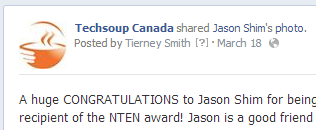 Techsoup Canada shared Jason Shim's photo.
Posted by Tierney Smith [?] · March 18
A huge CONGRATULATIONS to Jason Shim for being
recipient of the NTEN award! Jason is a good friend